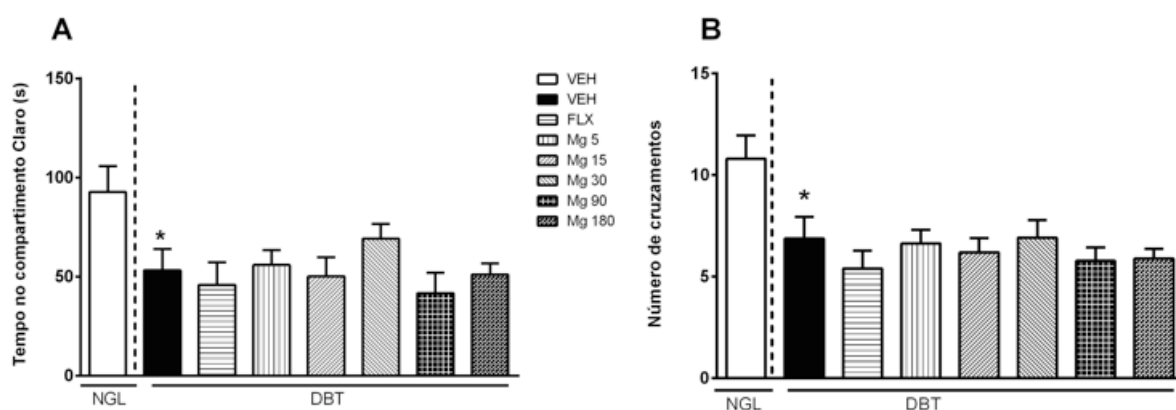 A
Tempo no compartimento Claro (s)
150
100
50
0
*
NGL
DBT
VEH
VEH
FLX
Mg 5
Mg 15
Mg 30
Mg 90
Mg 180
B
Número de cruzamentos
15
10
5
0
*
NGL
DBT